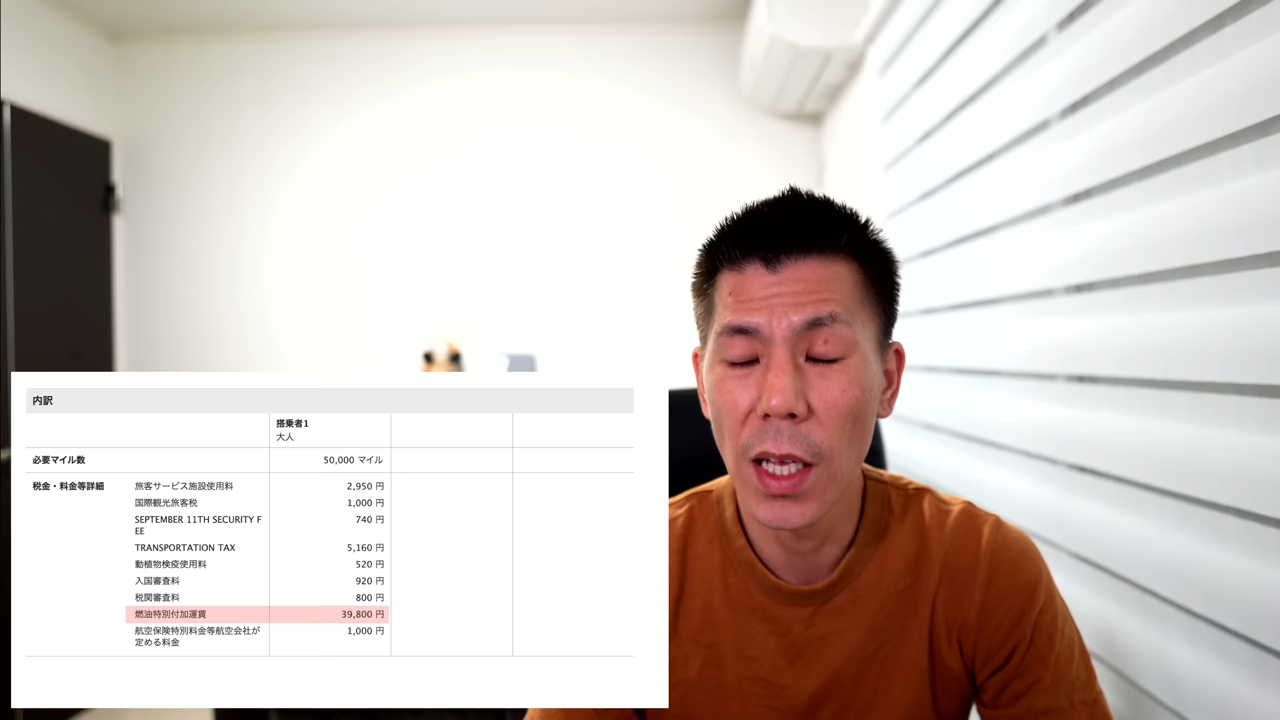 内訳
搭乗者1
大人
必要マイル数 50,000 マイル
税金・料金等詳細 旅客サービス施設使用料 2,950 円
国際観光旅客税 1,000 円
SEPTEMBER 11TH SECURITY F 740 円
EE
TRANSPORTATION TAX 5,160 円
動植物検疫使用料 520 円
入国審査料 920 円
税関審査料 800 円
燃油特別付加運賃 39,800 円
航空保険特別料金等航空会社が 1,000 円
定める料金